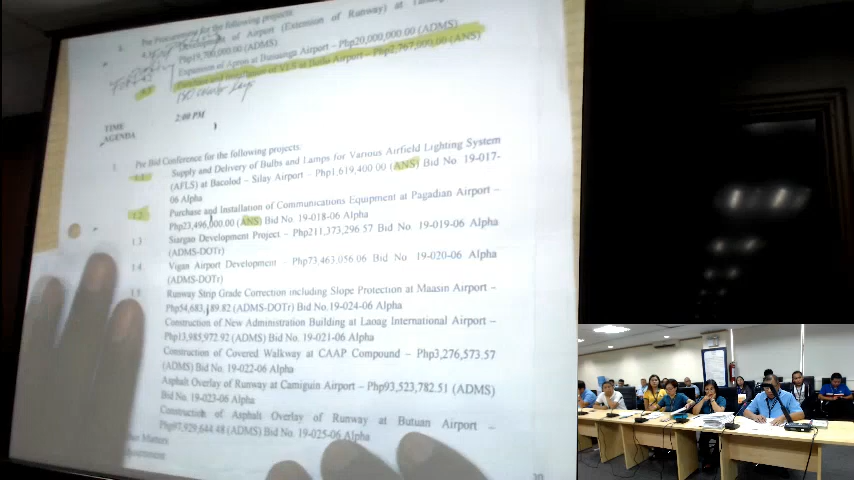 Pre Procurement for the following projects:
Development of Airport (Extension of Runway) at
Php19,700,000.00 (ADMS)
Expansion of Apron at Busuanga Airport – Php20,000,000.00 (ADMS)
Purchase and Installation of VLS at Airport – Php2,767,000.00 (ANS)
TIME 2:00 PM
AGENDA
1. Pre Bid Conference for the following projects:
1.1 Supply and Delivery of Bulbs and Lamps for Various Airfield Lighting System
(AFLS) at Bacolod – Silay Airport – Php1,619,400.00 (ANS) Bid No. 19-017-
06 Alpha
1.2 Purchase and Installation of Communications Equipment at Pagadian Airport –
Php23,496,000.00 (ANS) Bid No. 19-018-06 Alpha
1.3 Siargao Development Project – Php211,373,296.57 Bid No. 19-019-06 Alpha
(ADMS-DOTr)
1.4 Vigan Airport Development – Php73,463,056.06 Bid No. 19-020-06 Alpha
(ADMS-DOTr)
1.5 Runway Strip Grade Correction including Slope Protection at Maasin Airport –
Php54,683,189.82 (ADMS-DOTr) Bid No.19-024-06 Alpha
Construction of New Administration Building at Laoag International Airport –
Php13,985,972.92 (ADMS) Bid No. 19-021-06 Alpha
Construction of Covered Walkway at CAAP Compound – Php3,276,573.57
Bid No. 19-022-06 Alpha
Asphalt Overlay of Runway at Camiguin Airport – Php93,523,782.51 (ADMS)
Bid No. 19-023-06 Alpha
Construction of Asphalt Overlay of Runway at Butuan Airport –
Php97,929,644.48 (ADMS) Bid No. 19-025-06 Alpha
Matters